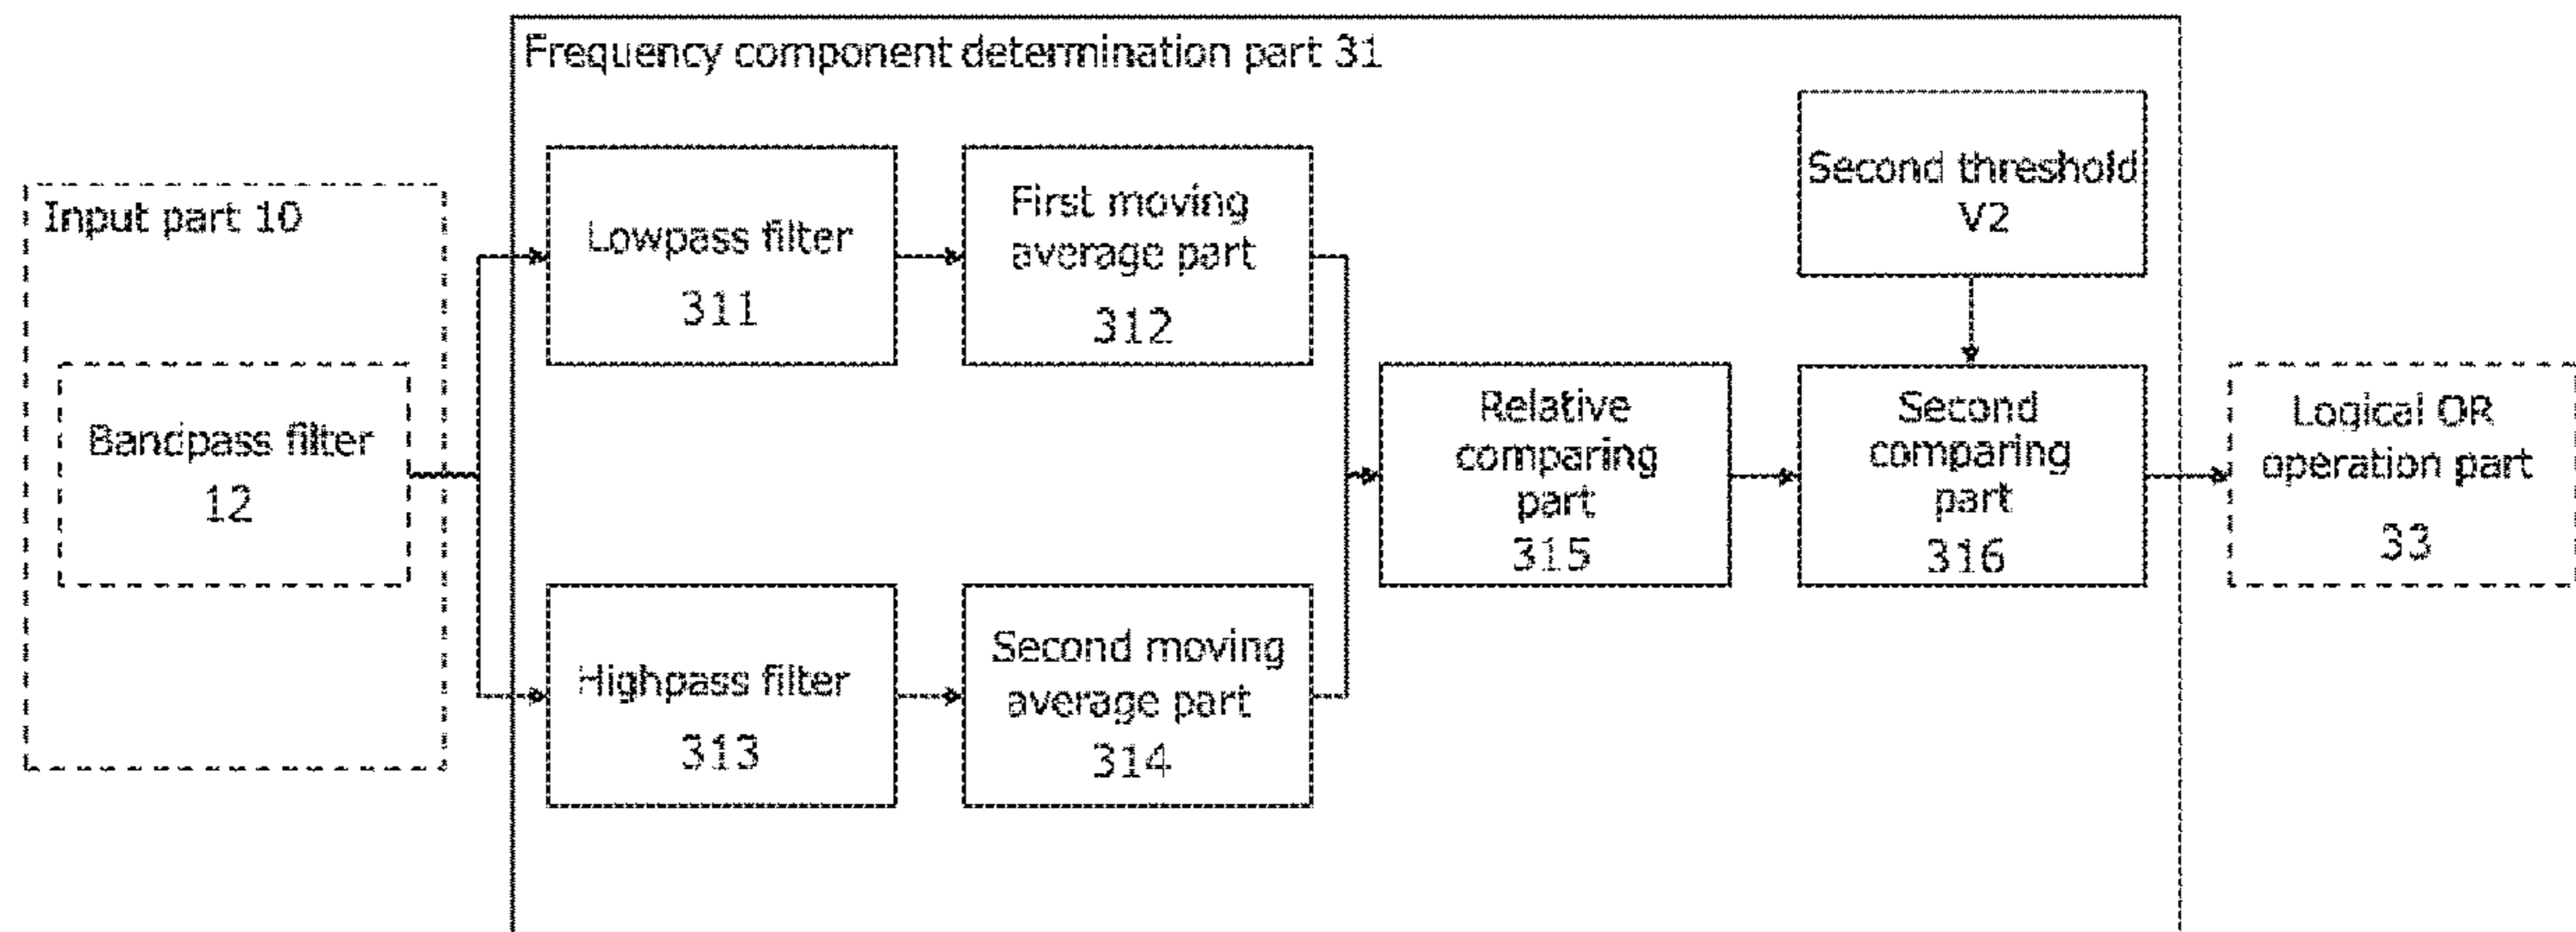 Frequency component determination part 31
Input part 10
Bandpass filter
12
Lowpass filter
311
First moving
average part
312
Highpass filter
313
Second moving
average part
314
Relative
comparing
part
315
Second threshold
V2
Second
comparing
part
316
Logical OR
operation part
33